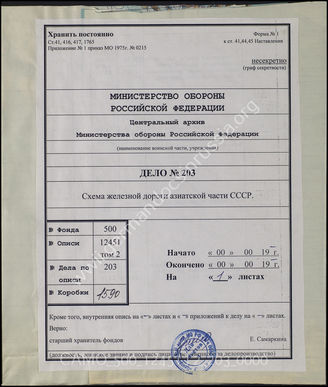 Хранить постоянно
Форма № 1
Ст.41, 416, 417, 1765
к ст. 41,44,45 Наставления
Приложение № 1 приказ МО 1975г. № 0215
несекретно
(гриф секретности)
МИНИСТЕРСТВО ОБОРОНЫ
РОССИЙСКОЙ ФЕДЕРАЦИИ
Центральный архив
Министерства обороны Российской Федерации
(наименование воинской части, учреждения)
ДЕЛО № 203
Схема железной дороги азиатской части СССР.
№ Фонда 500
№ Описи 12451 том 2
№ Дела по описи 203
№ Коробки 1590
Начато « 00 » 00 19 г.
Окончено « 00 » 00 19 г.
На « 1 » листах
Кроме того, внутренняя опись на «~» листах и «~» приложений к делу на «~» листах.
Верно:
старший хранитель фондов
Е. Самаркина